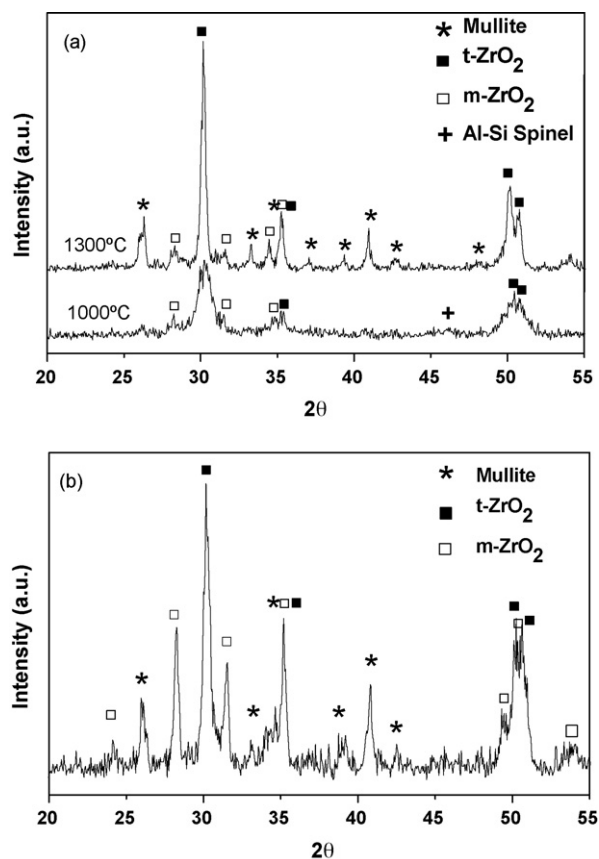 (a)
* Mullite
■ t-ZrO2
□ m-ZrO2
+ Al-Si Spinel
Intensity (a.u.)
1300ºC
1000ºC
20 25 30 35 40 45 50 55
2θ
(b)
* Mullite
■ t-ZrO2
□ m-ZrO2
Intensity (a.u.)
20 25 30 35 40 45 50 55
2θ